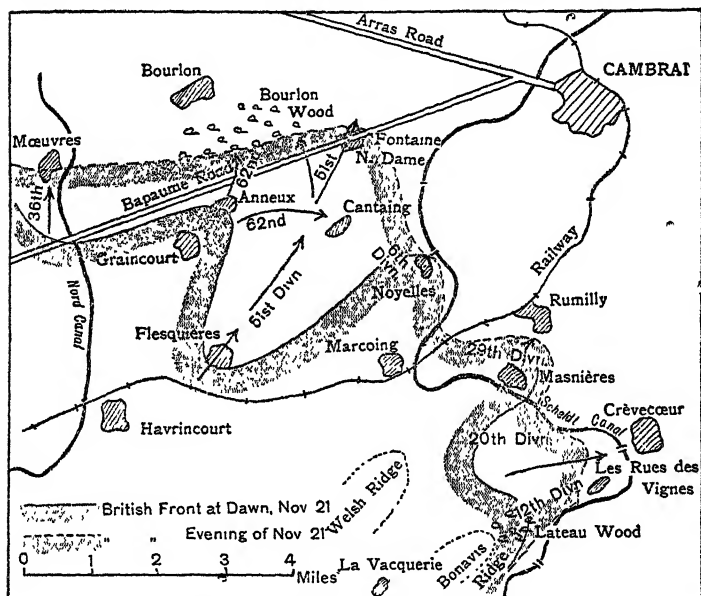 Arras Road
CAMBRAI
Bourlon
Bourlon
Wood
Mœuvres
Fontaine
N. Dame
Bapaume Road
62nd
51st
36th
Anneux
62nd
Cantaing
Graincourt
6th
Divn.
Noyelles
Railway
Nord Canal
51st Divn
Rumilly
Flesquières
Marcoing
29th Divn
Masnières
Scheldt Canal
Crèvecœur
Havrincourt
20th Divn
Les Rues des
Vignes
Welsh Ridge
12th Divn
British Front at Dawn, Nov 21
" " Evening of Nov 21
Lateau Wood
Bonavis
Ridge
La Vacquerie
0 1 2 3 4
Miles